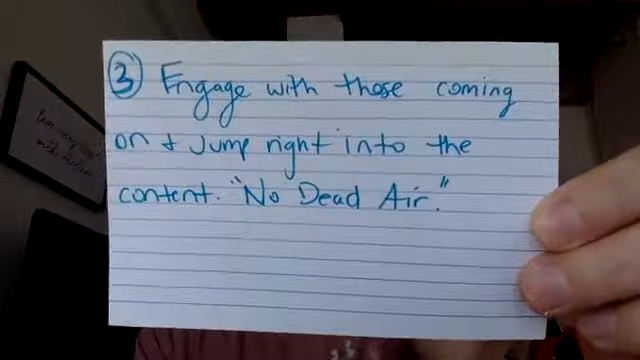 ③ Engage with those coming
on + Jump right into the
content. "No Dead Air."